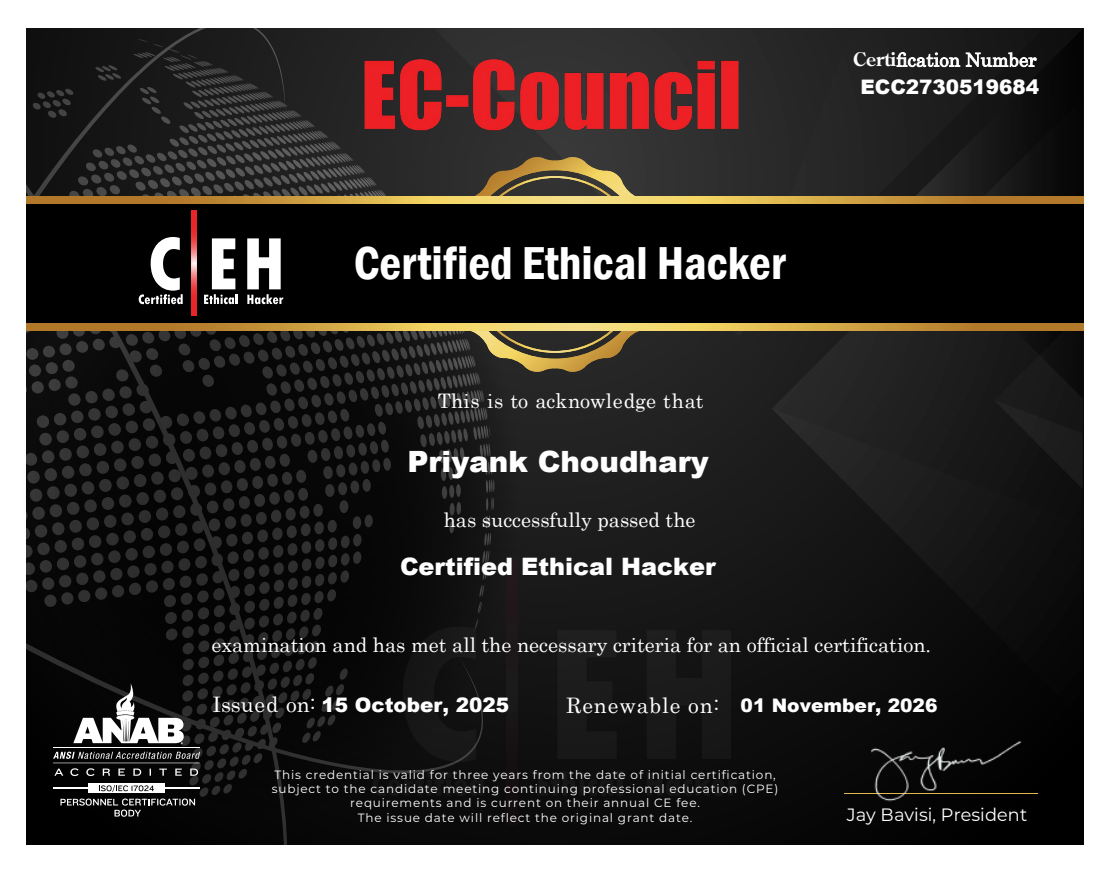 EC-Council
Certification Number
ECC2730519684
C EH
Certified Ethical Hacker
Certified Ethical Hacker
This is to acknowledge that
Priyank Choudhary
has successfully passed the
Certified Ethical Hacker
examination and has met all the necessary criteria for an official certification.
C EH
Issued on: 15 October, 2025 Renewable on: 01 November, 2026
ANAB
ANSI National Accreditation Board
ACCREDITED
ISO/IEC 17024
PERSONNEL CERTIFICATION
BODY
This credential is valid for three years from the date of initial certification,
subject to the candidate meeting continuing professional education (CPE)
requirements and is current on their annual CE fee.
The issue date will reflect the original grant date.
Jay Bavisi, President